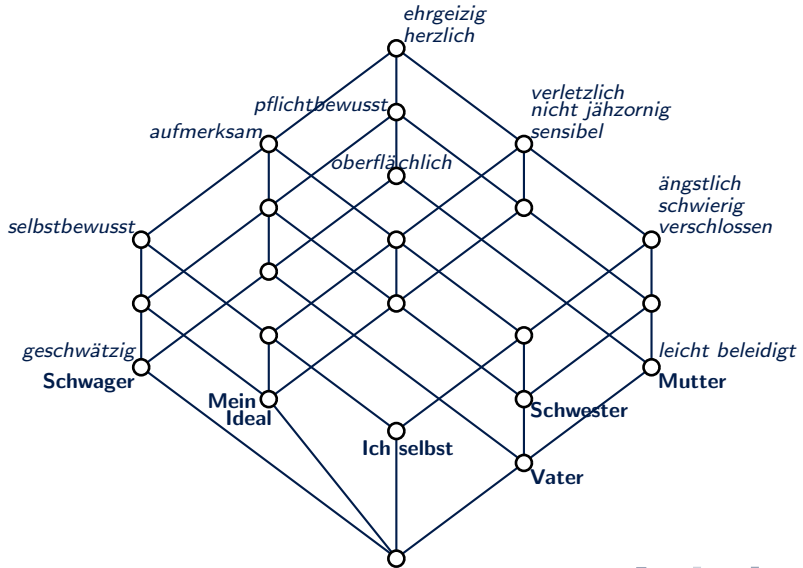 ehrgeizig
herzlich
verletzlich
pflichtbewusst
nicht jähzornig
aufmerksam
sensibel
oberflächlich
ängstlich
schwierig
selbstbewusst
verschlossen
geschwätzig
leicht beleidigt
Schwager
Mutter
Mein
Ideal
Schwester
Ich selbst
Vater